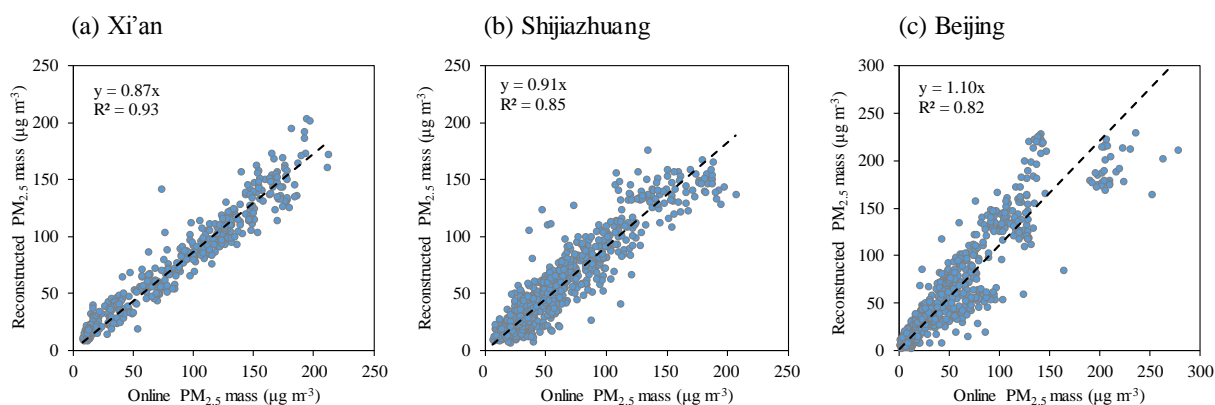 (a) Xi’an
250
200
150
100
50
0
Reconstructed PM2.5 mass (µg m-3)
y = 0.87x
R² = 0.93
0 50 100 150 200 250
Online PM2.5 mass (µg m-3)
(b) Shijiazhuang
250
200
150
100
50
0
Reconstructed PM2.5 mass (µg m-3)
y = 0.91x
R² = 0.85
0 50 100 150 200 250
Online PM2.5 mass (µg m-3)
(c) Beijing
300
250
200
150
100
50
0
Reconstructed PM2.5 mass (µg m-3)
y = 1.10x
R² = 0.82
0 50 100 150 200 250 300
Online PM2.5 mass (µg m-3)